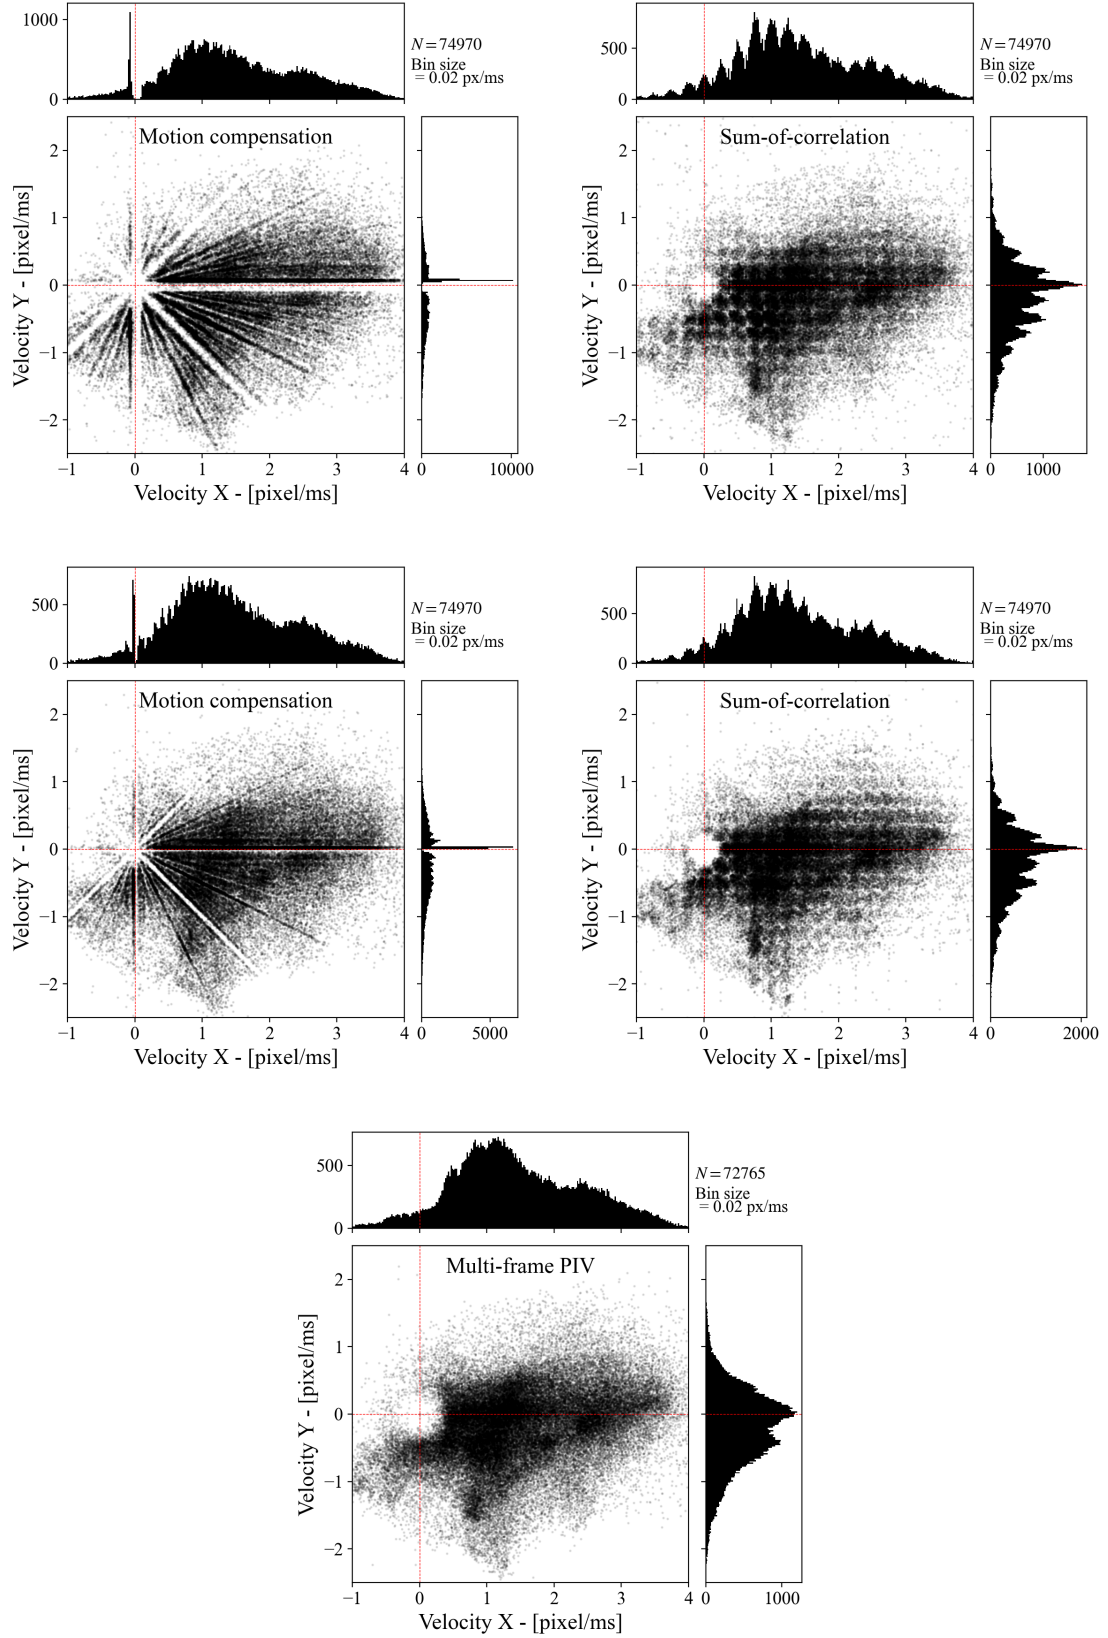 1000
0
N = 74970
Bin size
= 0.02 px/ms
Motion compensation
2
1
0
−1
−2
Velocity Y - [pixel/ms]
−1 0 1 2 3 4
Velocity X - [pixel/ms]
0 10000
500
0
N = 74970
Bin size
= 0.02 px/ms
Sum-of-correlation
2
1
0
−1
−2
Velocity Y - [pixel/ms]
−1 0 1 2 3 4
Velocity X - [pixel/ms]
0 1000
500
0
N = 74970
Bin size
= 0.02 px/ms
Motion compensation
2
1
0
−1
−2
Velocity Y - [pixel/ms]
−1 0 1 2 3 4
Velocity X - [pixel/ms]
0 5000
500
0
N = 74970
Bin size
= 0.02 px/ms
Sum-of-correlation
2
1
0
−1
−2
Velocity Y - [pixel/ms]
−1 0 1 2 3 4
Velocity X - [pixel/ms]
0 2000
500
0
N = 72765
Bin size
= 0.02 px/ms
Multi-frame PIV
2
1
0
−1
−2
Velocity Y - [pixel/ms]
−1 0 1 2 3 4
Velocity X - [pixel/ms]
0 1000